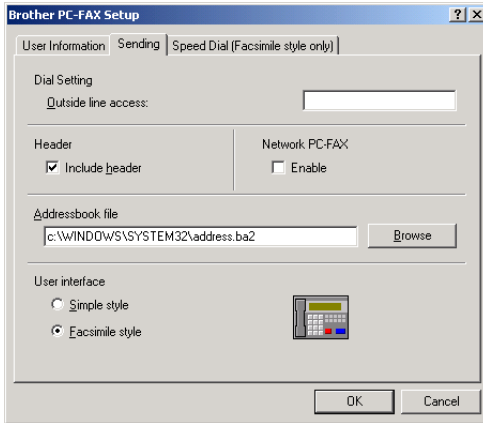 Brother PC-FAX Setup
User Information Sending Speed Dial (Facsimile style only)
Dial Setting
Outside line access:
Header
Include header
Network PC-FAX
Enable
Addressbook file
c:\WINDOWS\SYSTEM32\address.ba2 Browse
User interface
Simple style
Facsimile style
OK Cancel